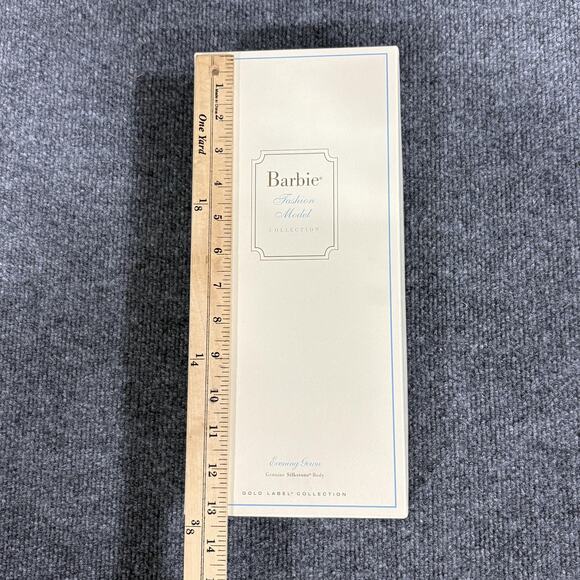 Barbie®
Fashion
Model
COLLECTION
Evening Gown
Genuine Silkstone® Body
GOLD LABEL® COLLECTION
One Yard
1
2
3
4
5
6
7
8
9
10
11
12
13
14
1/8
1/4
3/8